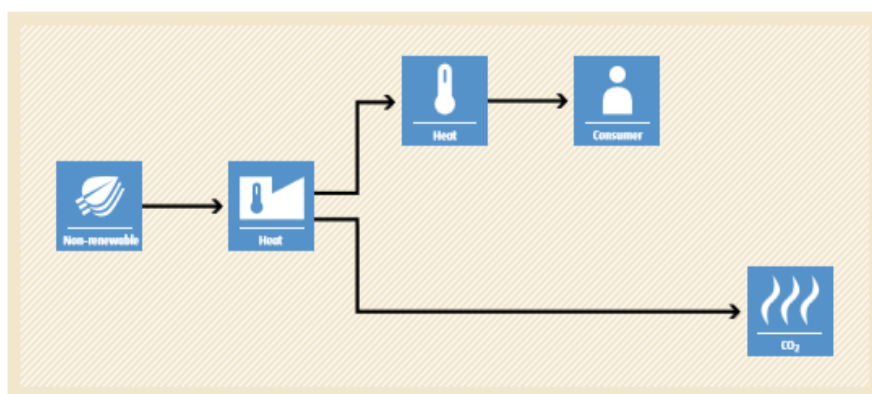 Heat
Consumer
Non-renewable
Heat
CO₂